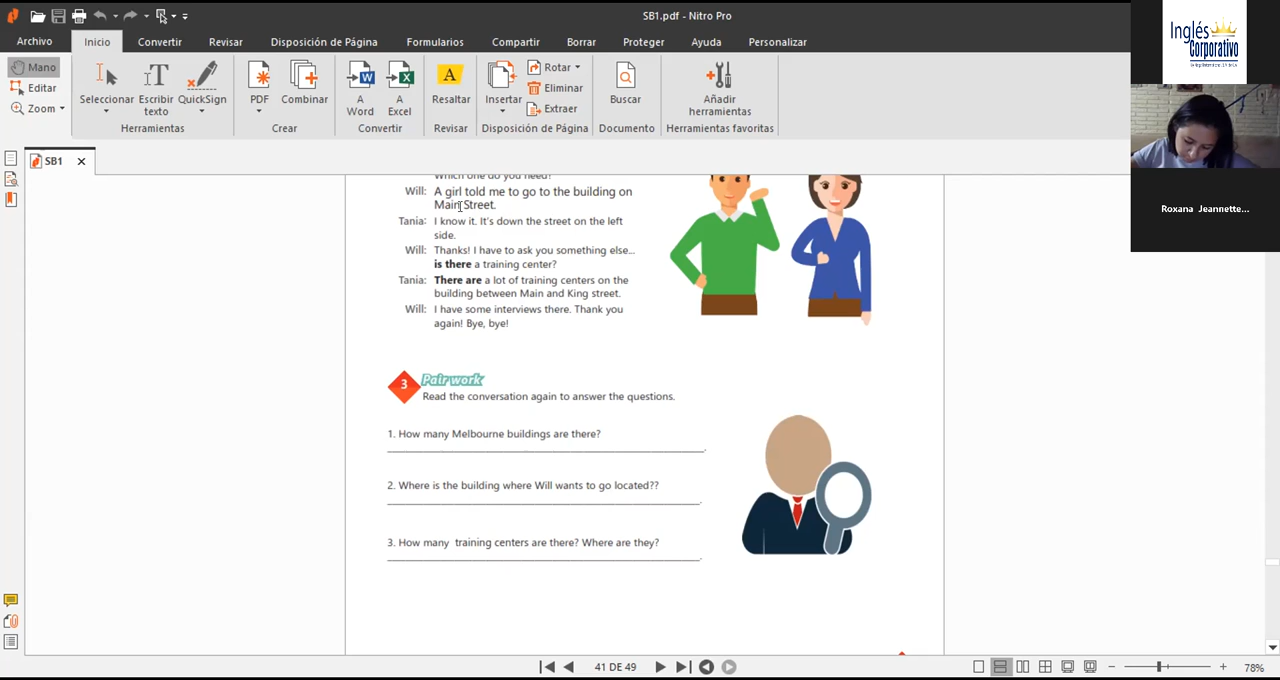 SB1.pdf - Nitro Pro
Archivo Inicio Convertir Revisar Disposición de Página Formularios Compartir Borrar Proteger Ayuda Personalizar
Mano
Editar
Zoom
Seleccionar
Escribir texto
QuickSign
Herramientas
PDF
Combinar
Crear
A Word
A Excel
Convertir
Resaltar
Revisar
Insertar
Rotar
Eliminar
Extraer
Disposición de Página
Buscar
Documento
Añadir herramientas
Herramientas favoritas
Inglés
Corporativo
SB1
Which one do you need?
Will: A girl told me to go to the building on
Main Street.
Tania: I know it. It's down the street on the left
side.
Will: Thanks! I have to ask you something else...
is there a training center?
Tania: There are a lot of training centers on the
building between Main and King street.
Will: I have some interviews there. Thank you
again! Bye, bye!
3 Pair work
Read the conversation again to answer the questions.
1. How many Melbourne buildings are there?
2. Where is the building where Will wants to go located??
3. How many training centers are there? Where are they?
Roxana Jeannette...
41 DE 49
78%